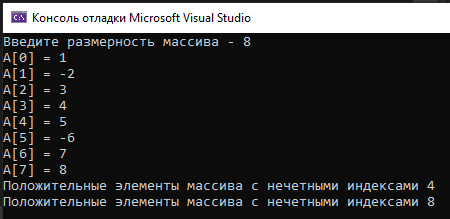 Консоль отладки Microsoft Visual Studio
Введите размерность массива - 8
A[0] = 1
A[1] = -2
A[2] = 3
A[3] = 4
A[4] = 5
A[5] = -6
A[6] = 7
A[7] = 8
Положительные элементы массива с нечетными индексами 4
Положительные элементы массива с нечетными индексами 8